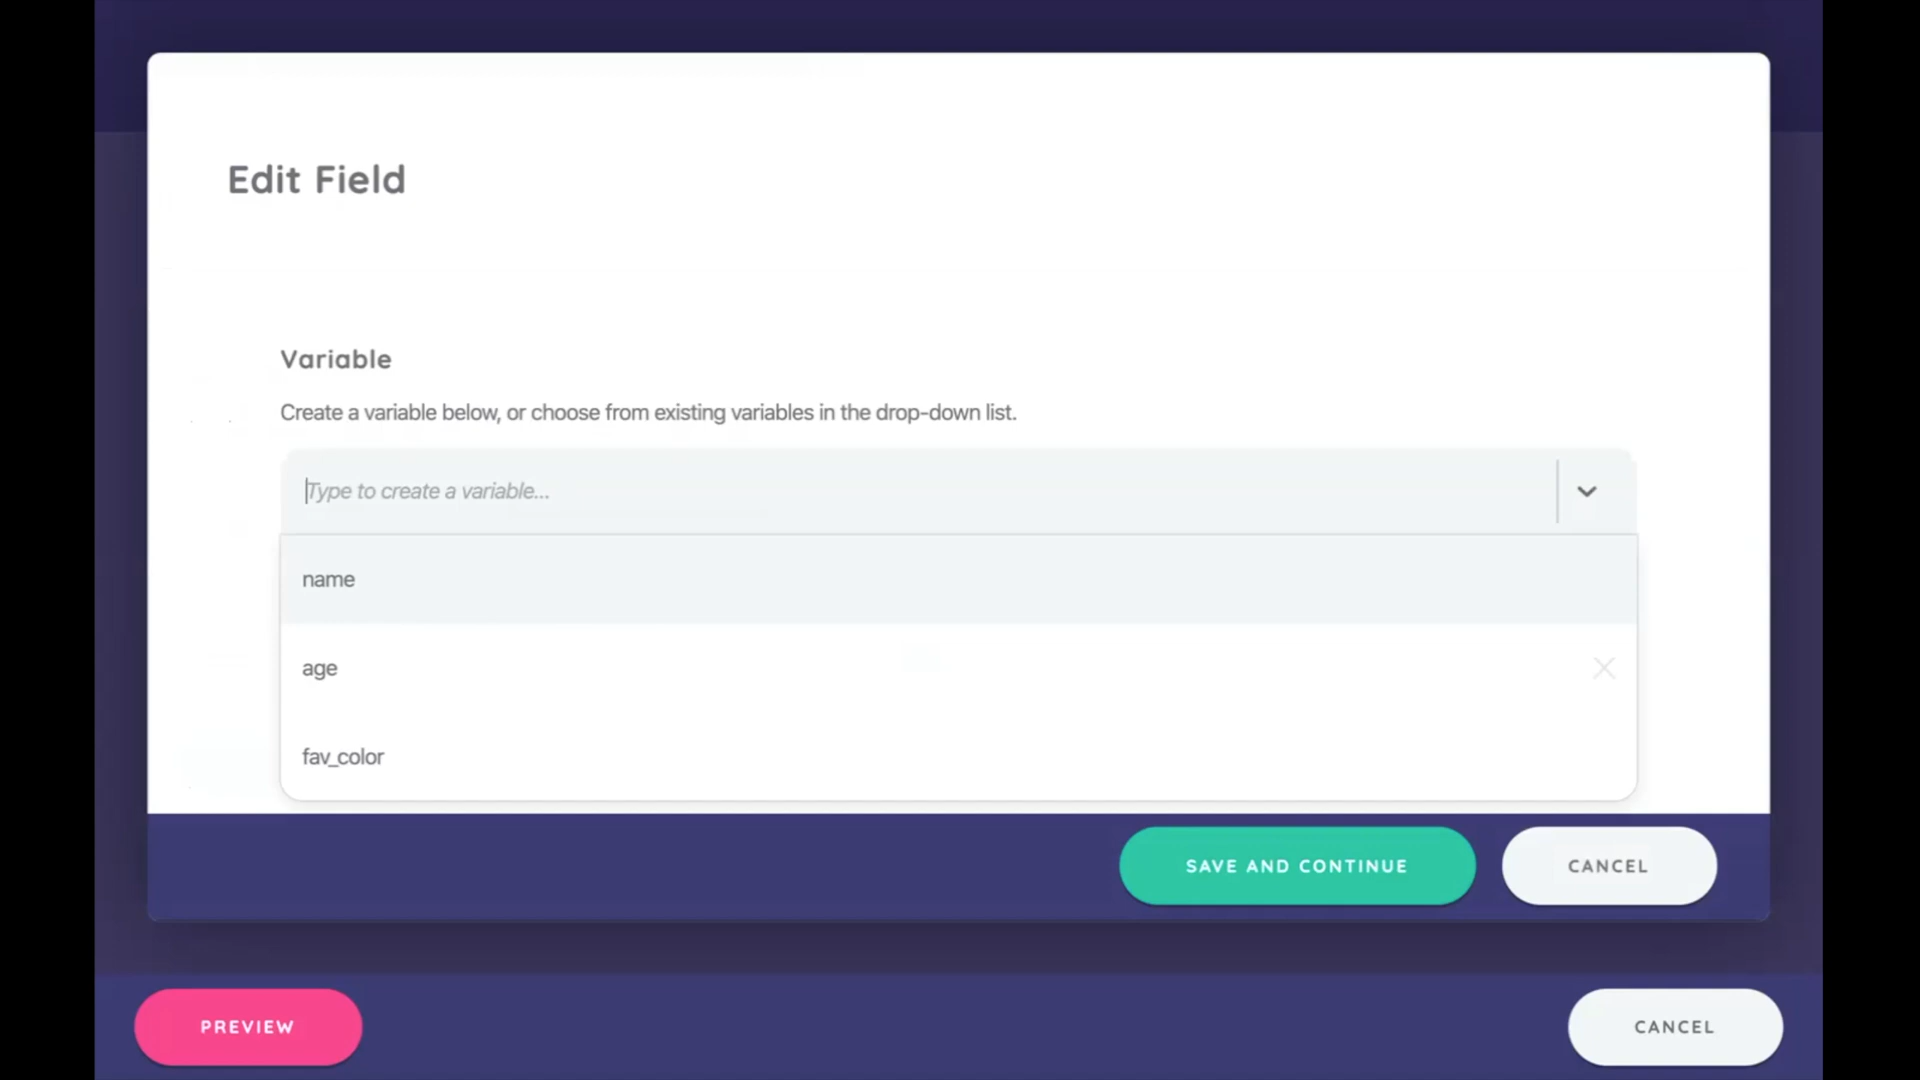 Edit Field
Variable
Create a variable below, or choose from existing variables in the drop-down list.
Type to create a variable...
name
age
fav_color
SAVE AND CONTINUE
CANCEL
PREVIEW
CANCEL